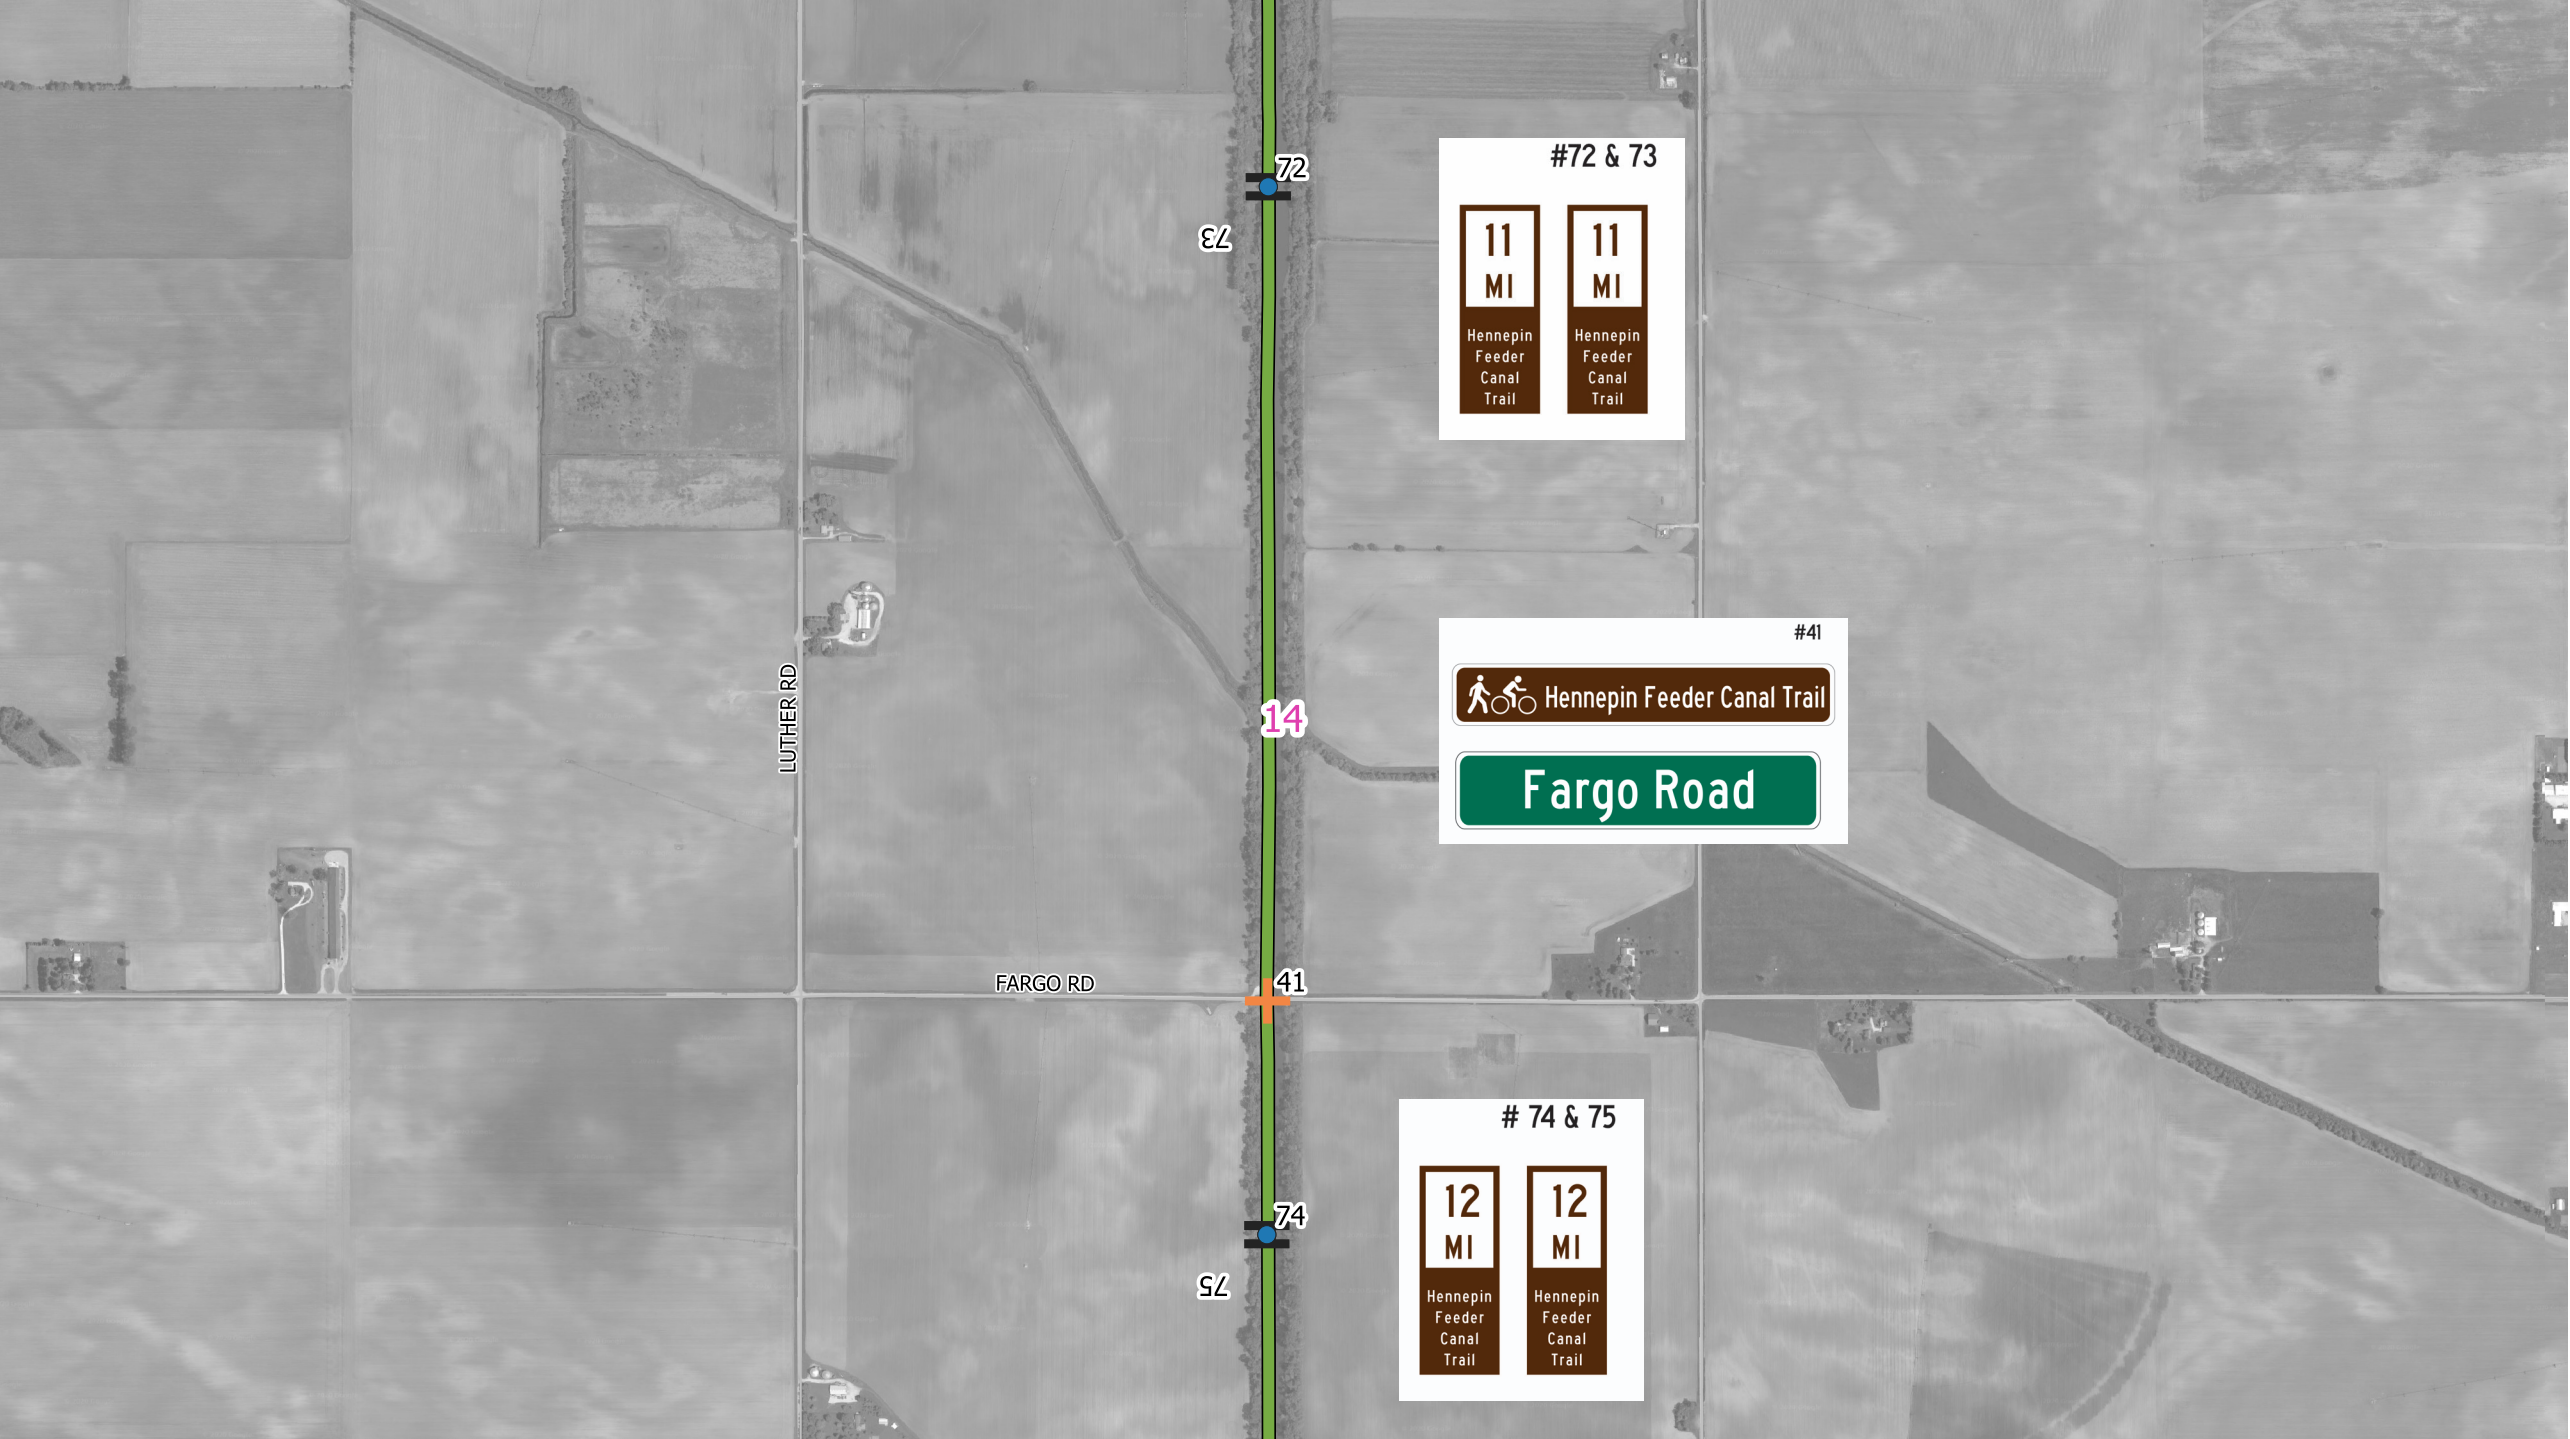 72
73
#72 & 73
11
MI
Hennepin
Feeder
Canal
Trail
11
MI
Hennepin
Feeder
Canal
Trail
LUTHER RD
14
#41
Hennepin Feeder Canal Trail
Fargo Road
FARGO RD
41
74
75
# 74 & 75
12
MI
Hennepin
Feeder
Canal
Trail
12
MI
Hennepin
Feeder
Canal
Trail